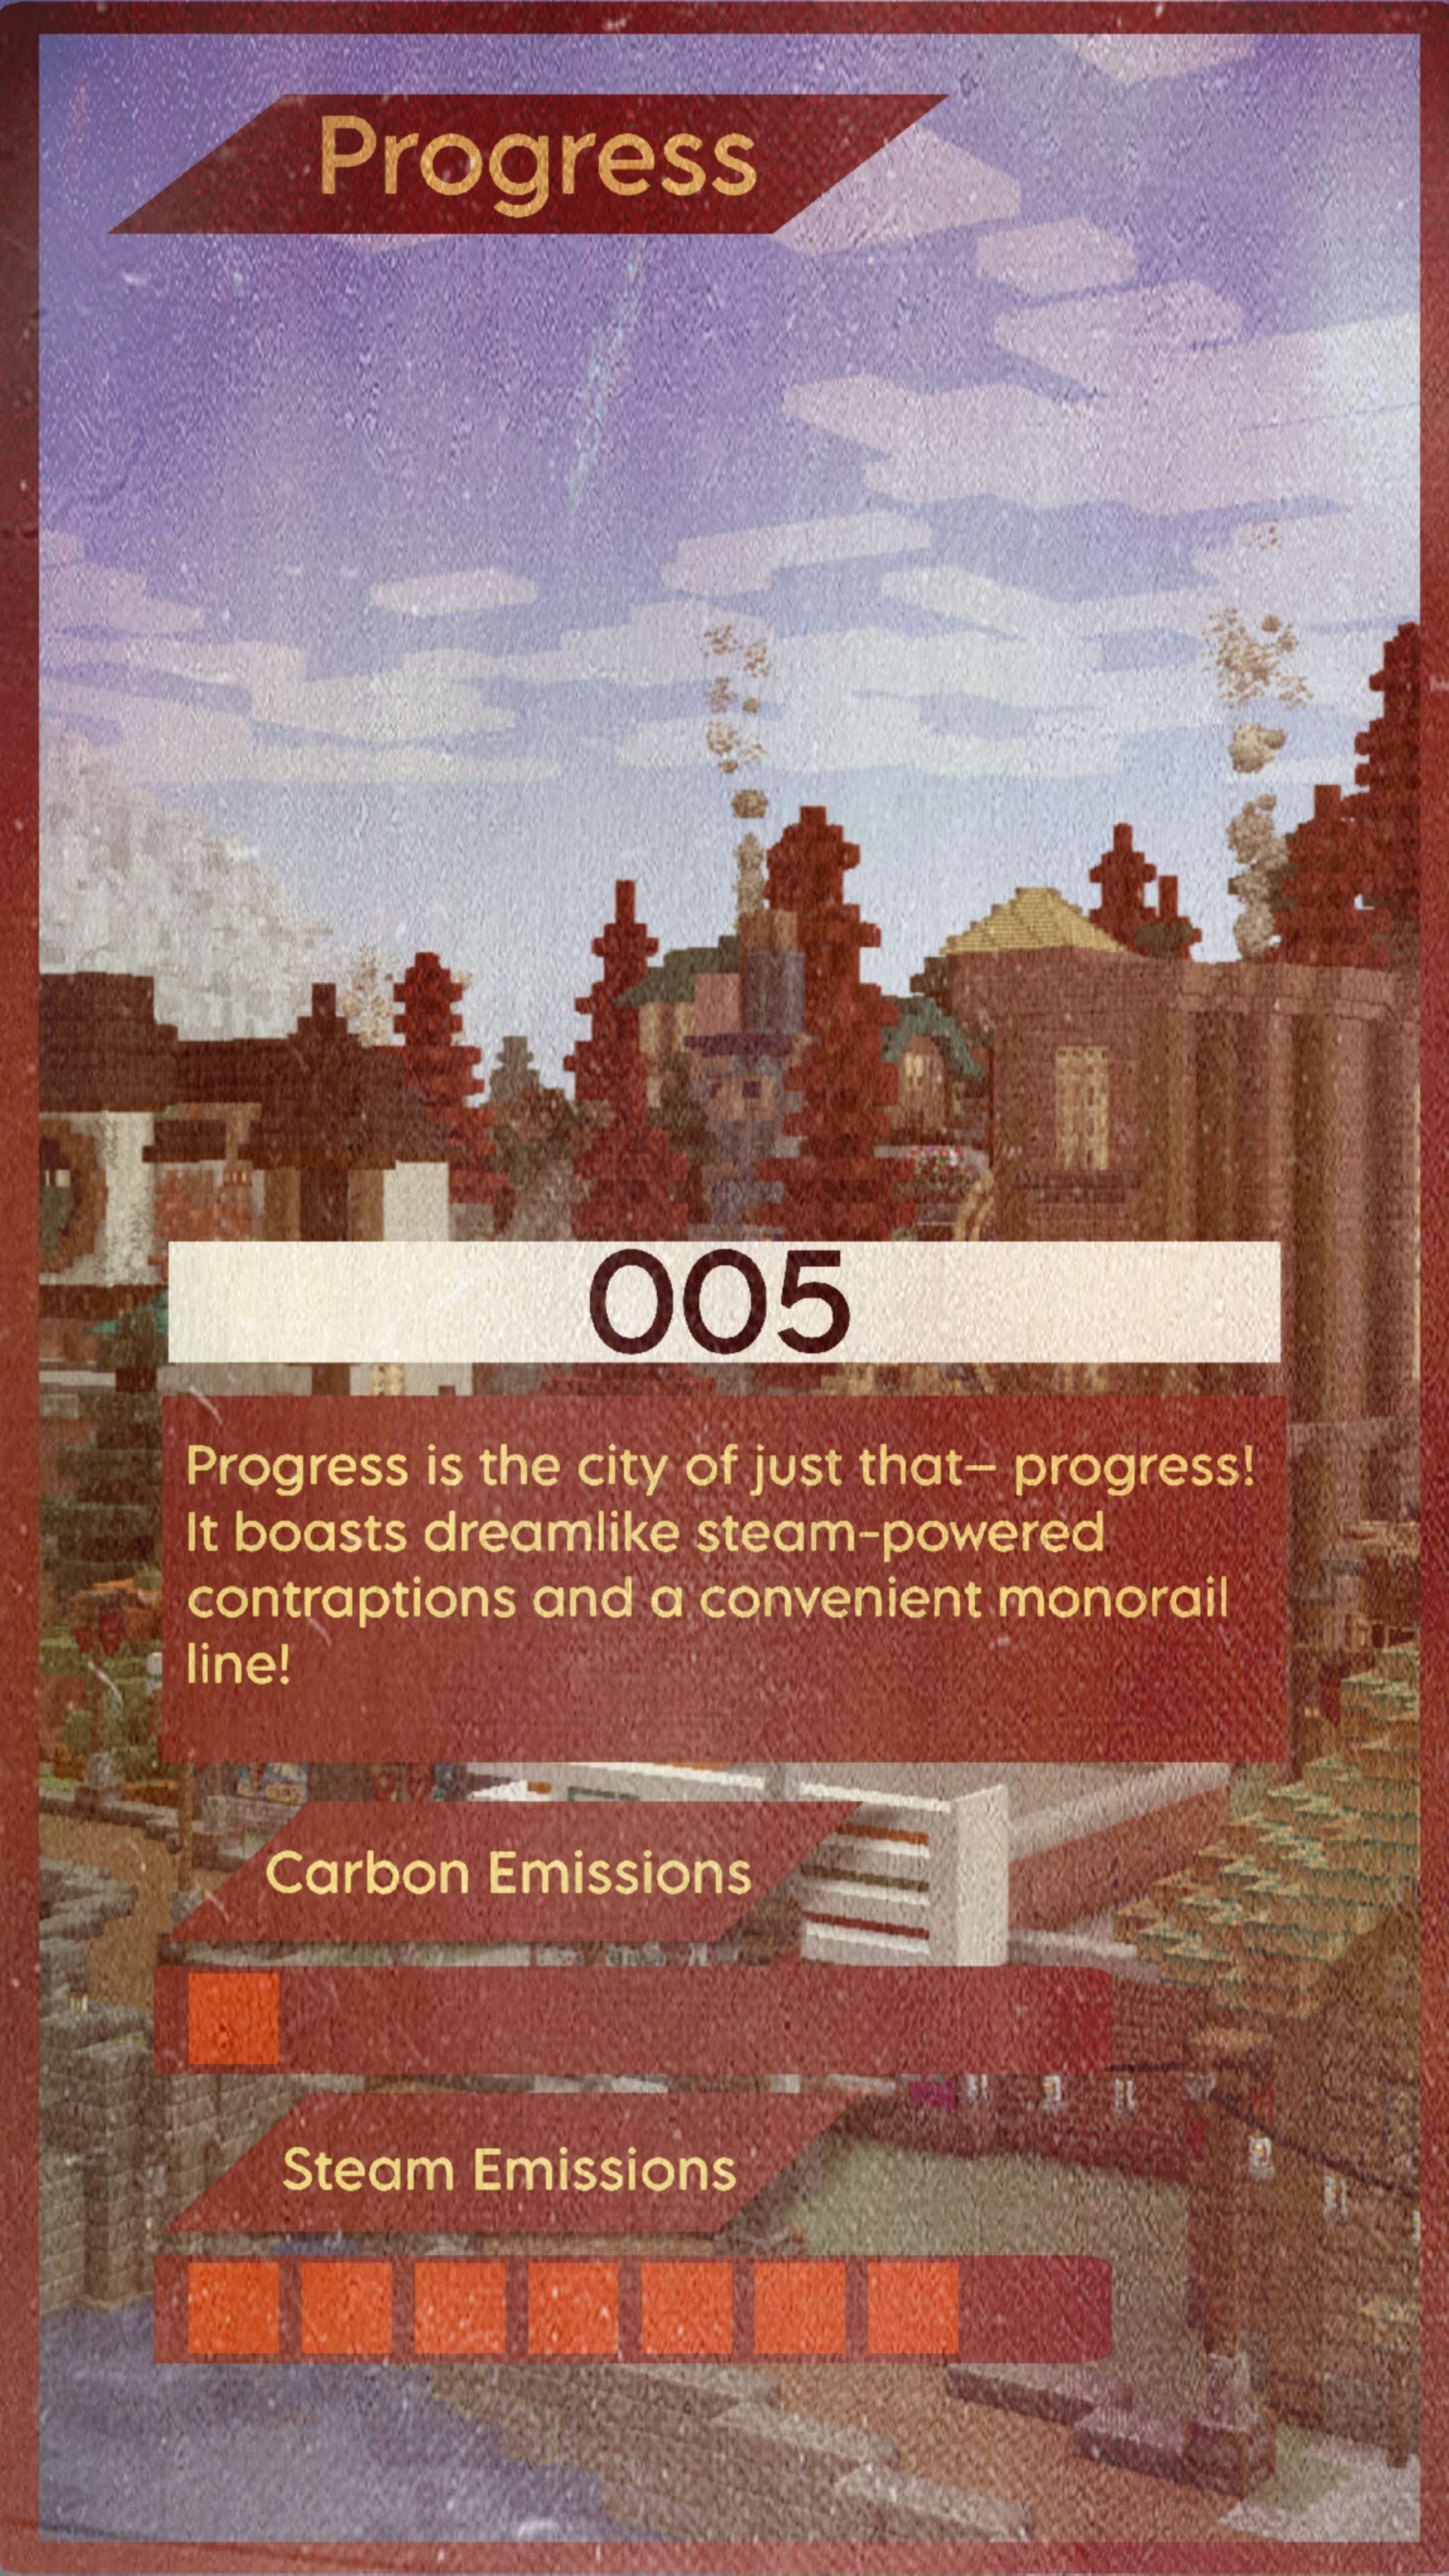 Progress
005
Progress is the city of just that– progress!
It boasts dreamlike steam-powered
contraptions and a convenient monorail
line!
Carbon Emissions
Steam Emissions